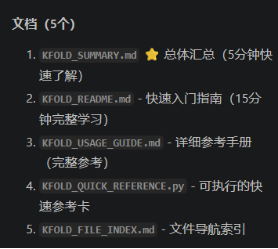 文档（5个）
1. KFOLD_SUMMARY.md ⭐ 总体汇总（5分钟快
速了解）
2. KFOLD_README.md - 快速入门指南（15分
钟完整学习）
3. KFOLD_USAGE_GUIDE.md - 详细参考手册
（完整参考）
4. KFOLD_QUICK_REFERENCE.py - 可执行的快
速参考卡
5. KFOLD_FILE_INDEX.md - 文件导航索引